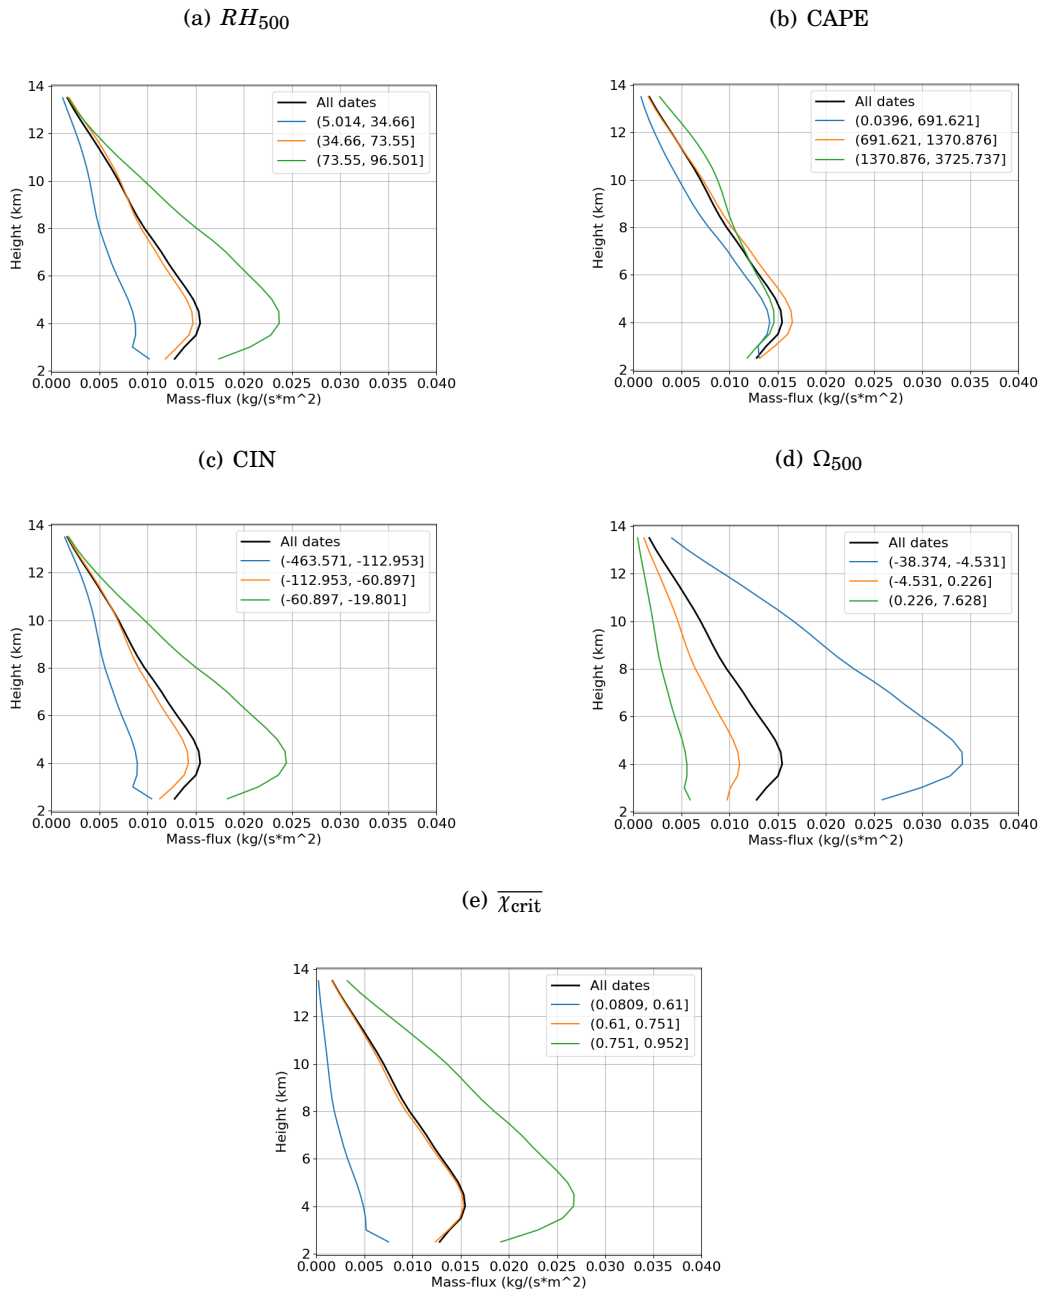 (a) RH500
14
12
10
8
6
4
2
Height (km)
All dates
(5.014, 34.66]
(34.66, 73.55]
(73.55, 96.501]
0.000 0.005 0.010 0.015 0.020 0.025 0.030 0.035 0.040
Mass-flux (kg/(s*m^2)
(b) CAPE
14
12
10
8
6
4
2
Height (km)
All dates
(0.0396, 691.621]
(691.621, 1370.876]
(1370.876, 3725.737]
0.000 0.005 0.010 0.015 0.020 0.025 0.030 0.035 0.040
Mass-flux (kg/(s*m^2)
(c) CIN
14
12
10
8
6
4
2
Height (km)
All dates
(-463.571, -112.953]
(-112.953, -60.897]
(-60.897, -19.801]
0.000 0.005 0.010 0.015 0.020 0.025 0.030 0.035 0.040
Mass-flux (kg/(s*m^2)
(d) Ω500
14
12
10
8
6
4
2
Height (km)
All dates
(-38.374, -4.531]
(-4.531, 0.226]
(0.226, 7.628]
0.000 0.005 0.010 0.015 0.020 0.025 0.030 0.035 0.040
Mass-flux (kg/(s*m^2)
(e) χcrit
14
12
10
8
6
4
2
Height (km)
All dates
(0.0809, 0.61]
(0.61, 0.751]
(0.751, 0.952]
0.000 0.005 0.010 0.015 0.020 0.025 0.030 0.035 0.040
Mass-flux (kg/(s*m^2)